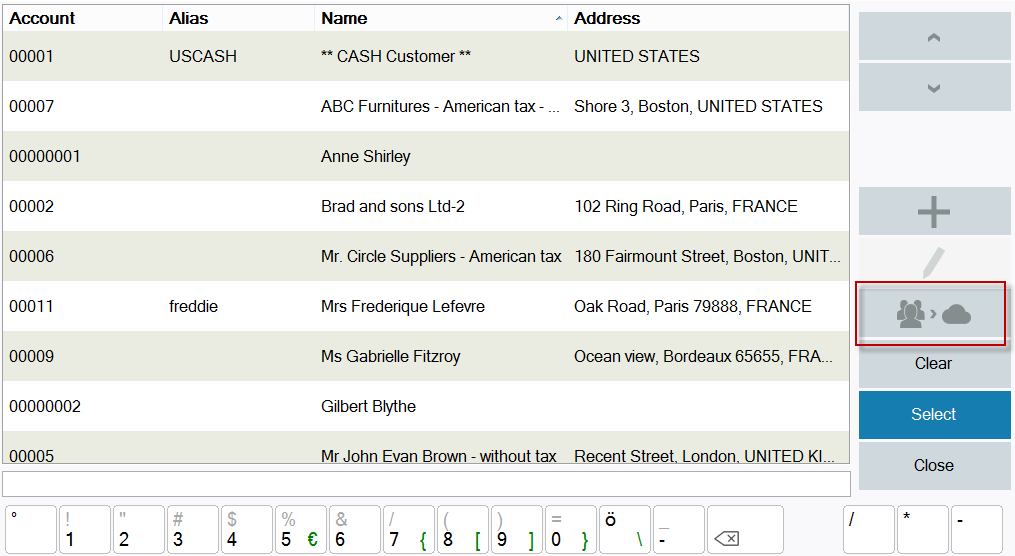 Account Alias Name Address
00001 USCASH ** CASH Customer ** UNITED STATES
00007 ABC Furnitures - American tax - ... Shore 3, Boston, UNITED STATES
00000001 Anne Shirley
00002 Brad and sons Ltd-2 102 Ring Road, Paris, FRANCE
00006 Mr. Circle Suppliers - American tax 180 Fairmount Street, Boston, UNIT...
00011 freddie Mrs Frederique Lefevre Oak Road, Paris 79888, FRANCE
00009 Ms Gabrielle Fitzroy Ocean view, Bordeaux 65655, FRA...
00000002 Gilbert Blythe
00005 Mr John Evan Brown - without tax Recent Street, London, UNITED KI...
Clear
Select
Close
° ! " # $ % & / ( ) = ö _ / * -
1 2 3 4 5 € 6 7 { 8 [ 9 ] 0 } \ -